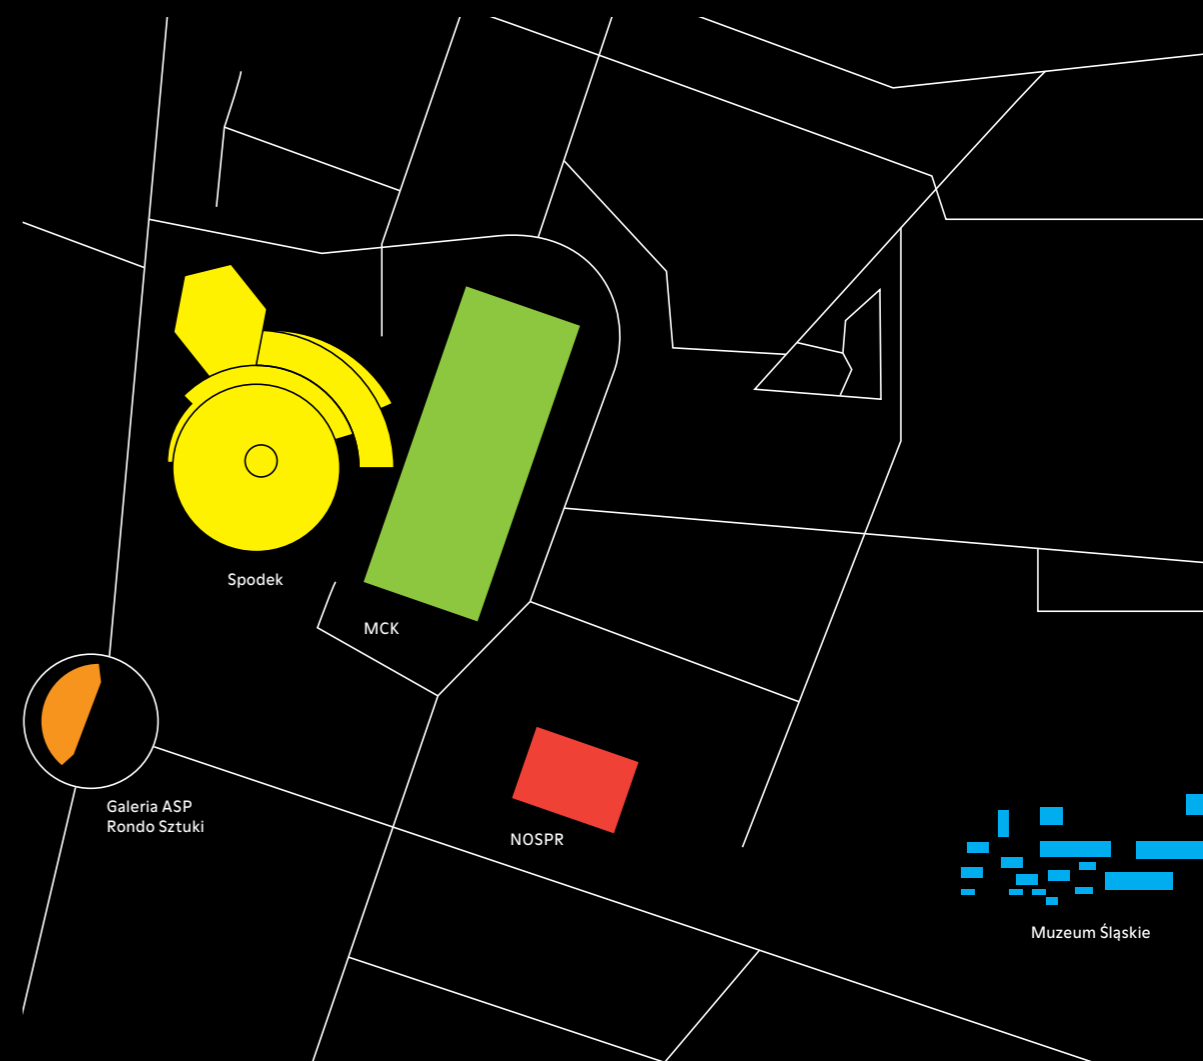 Spodek
MCK
Galeria ASP
Rondo Sztuki
NOSPR
Muzeum Śląskie